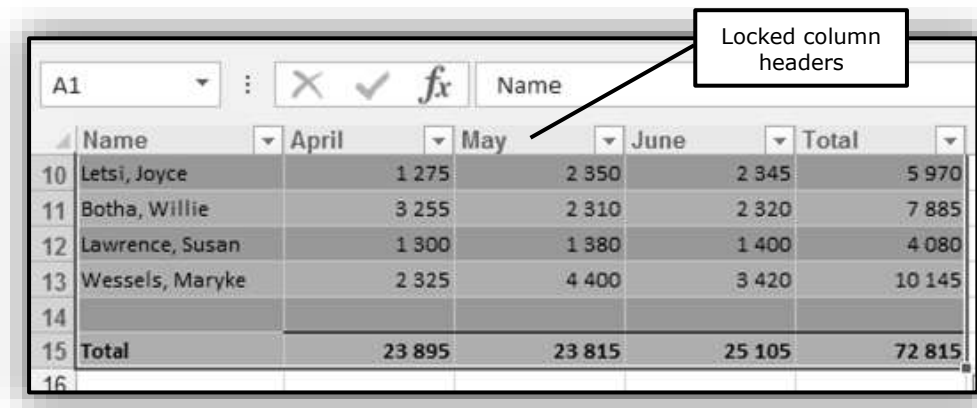 Locked column
headers
A1 fx Name
Name April May June Total
10 Letsi, Joyce 1 275 2 350 2 345 5 970
11 Botha, Willie 3 255 2 310 2 320 7 885
12 Lawrence, Susan 1 300 1 380 1 400 4 080
13 Wessels, Maryke 2 325 4 400 3 420 10 145
14
15 Total 23 895 23 815 25 105 72 815
16